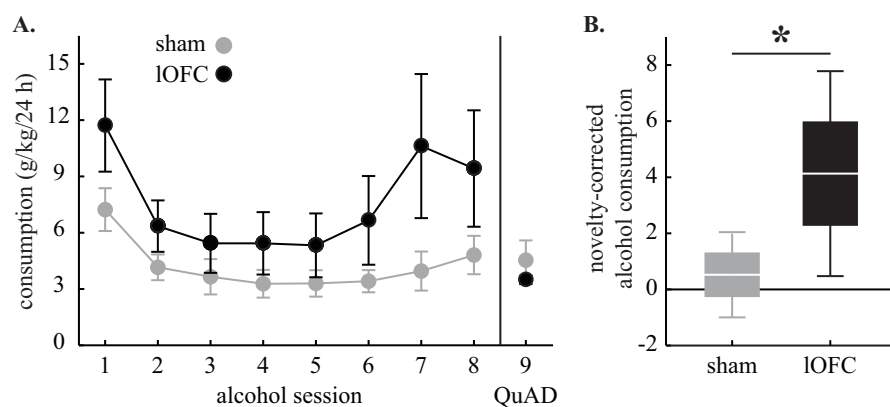 A.
consumption (g/kg/24 h)
15
12
9
6
3
0
sham
lOFC
1 2 3 4 5 6 7 8 9
alcohol session QuAD
B.
novelty-corrected
alcohol consumption
8
6
4
2
0
-2
*
sham lOFC